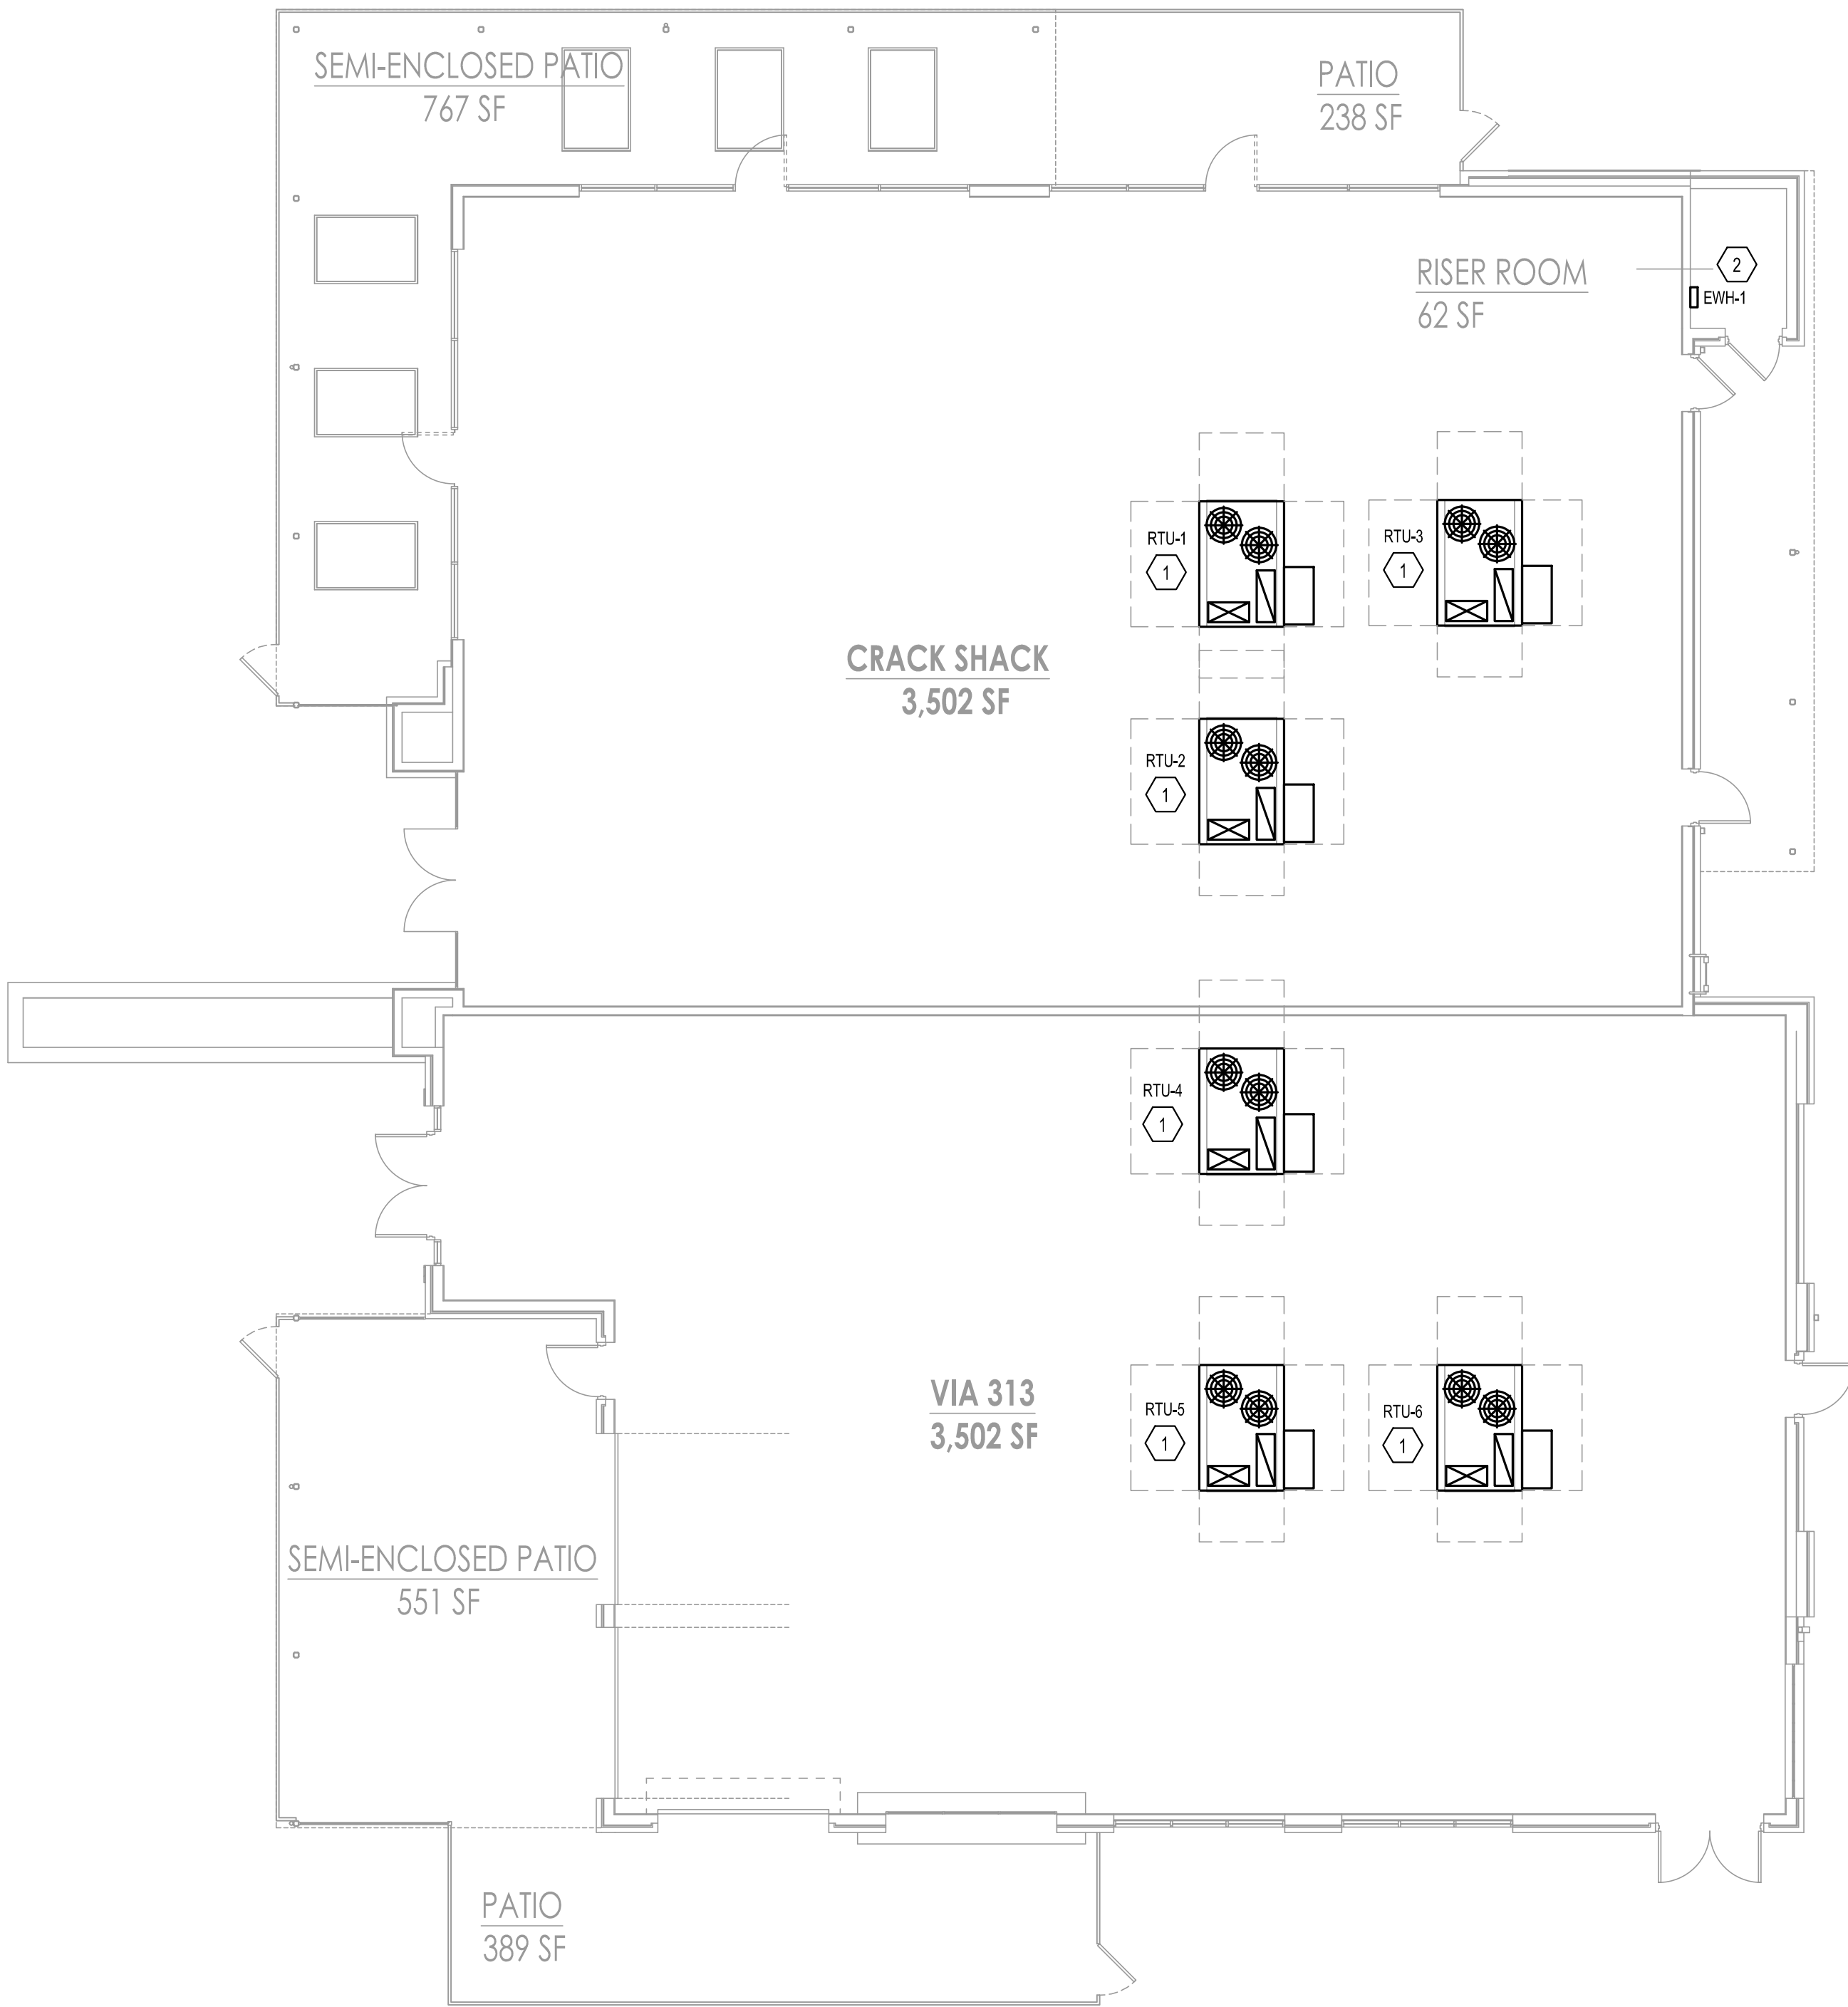 SEMI-ENCLOSED PATIO
767 SF
PATIO
238 SF
RISER ROOM
62 SF
2
EWH-1
RTU-1
1
RTU-3
1
CRACK SHACK
3,502 SF
RTU-2
1
RTU-4
1
VIA 313
3,502 SF
RTU-5
1
RTU-6
1
SEMI-ENCLOSED PATIO
551 SF
PATIO
389 SF